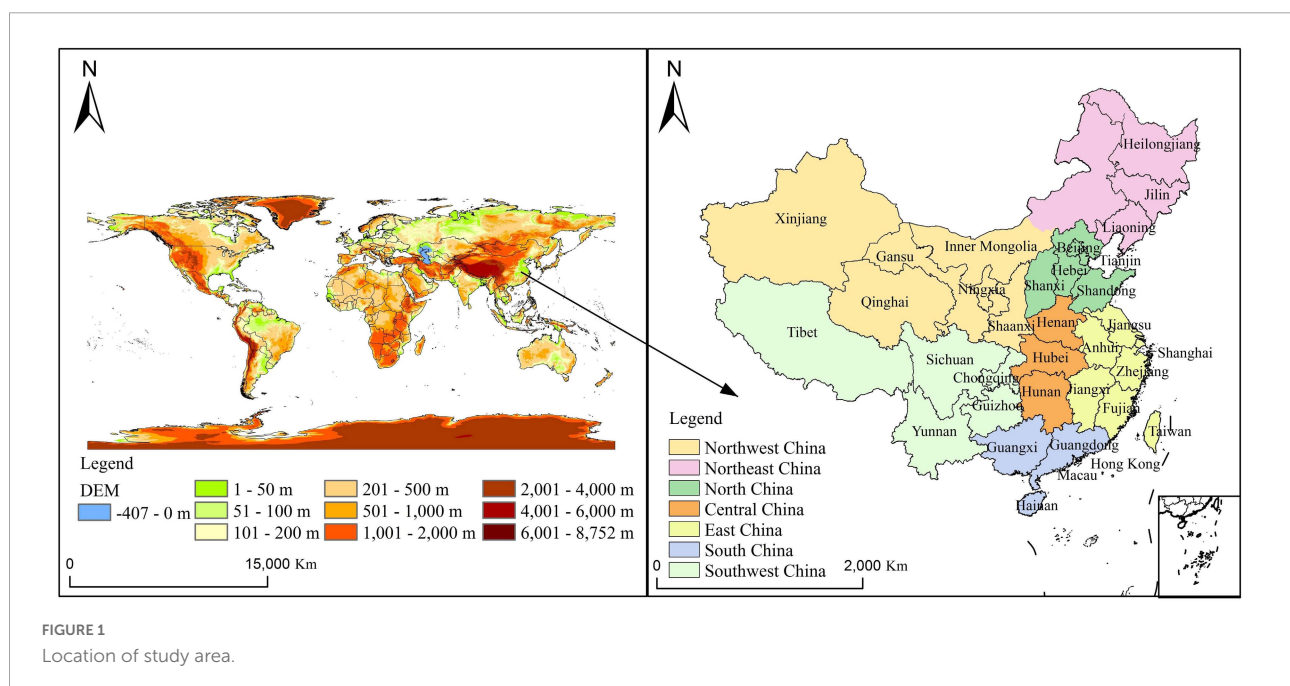 N
Legend
DEM
-407 - 0 m
1 - 50 m
51 - 100 m
101 - 200 m
201 - 500 m
501 - 1,000 m
1,001 - 2,000 m
2,001 - 4,000 m
4,001 - 6,000 m
6,001 - 8,752 m
0 15,000 Km
N
Heilongjiang
Jilin
Liaoning
Xinjiang
Inner Mongolia
Beijing
Tianjin
Gansu
Hebei
Ningxia
Shanxi
Shandong
Qinghai
Shaanxi
Henan
Jiangsu
Tibet
Anhui
Shanghai
Sichuan
Hubei
Zhejiang
Chongqing
Hunan
Jiangxi
Guizhou
Fujian
Yunnan
Taiwan
Guangxi
Guangdong
Hong Kong
Macau
Hainan
Legend
Northwest China
Northeast China
North China
Central China
East China
South China
Southwest China
0 2,000 Km
FIGURE 1
Location of study area.